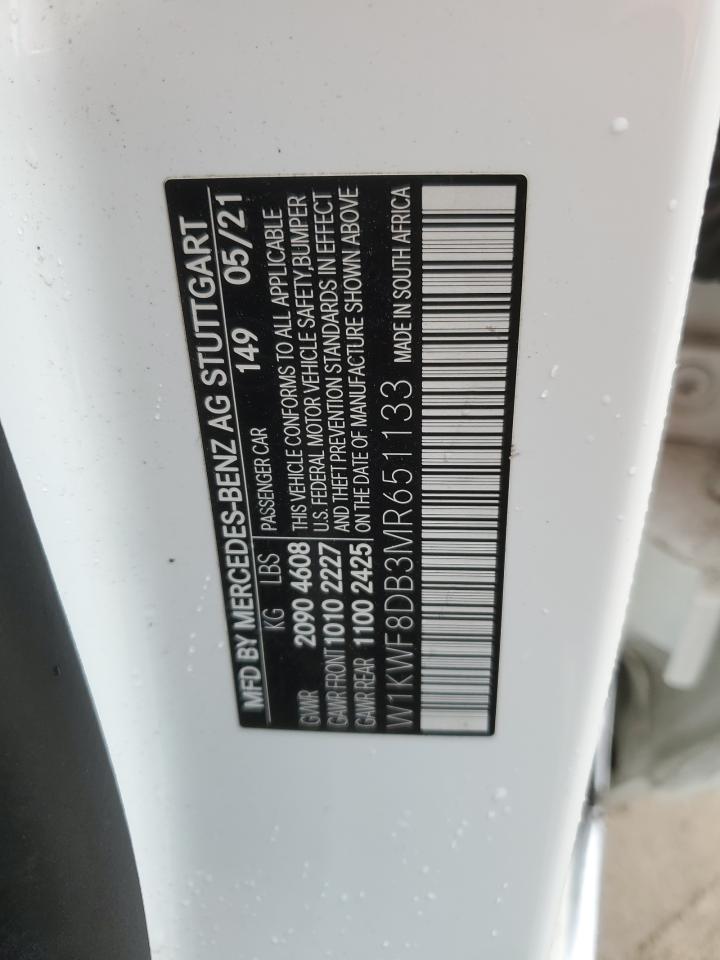 MFD BY MERCEDES-BENZ AG STUTTGART
KG LBS 149 05/21
PASSENGER CAR
GVWR 2090 4608 THIS VEHICLE CONFORMS TO ALL APPLICABLE
GAWR FRONT 1010 2227 U.S. FEDERAL MOTOR VEHICLE SAFETY,BUMPER
GAWR REAR 1100 2425 AND THEFT PREVENTION STANDARDS IN EFFECT
ON THE DATE OF MANUFACTURE SHOWN ABOVE
W1KWF8DB3MR651133 MADE IN SOUTH AFRICA